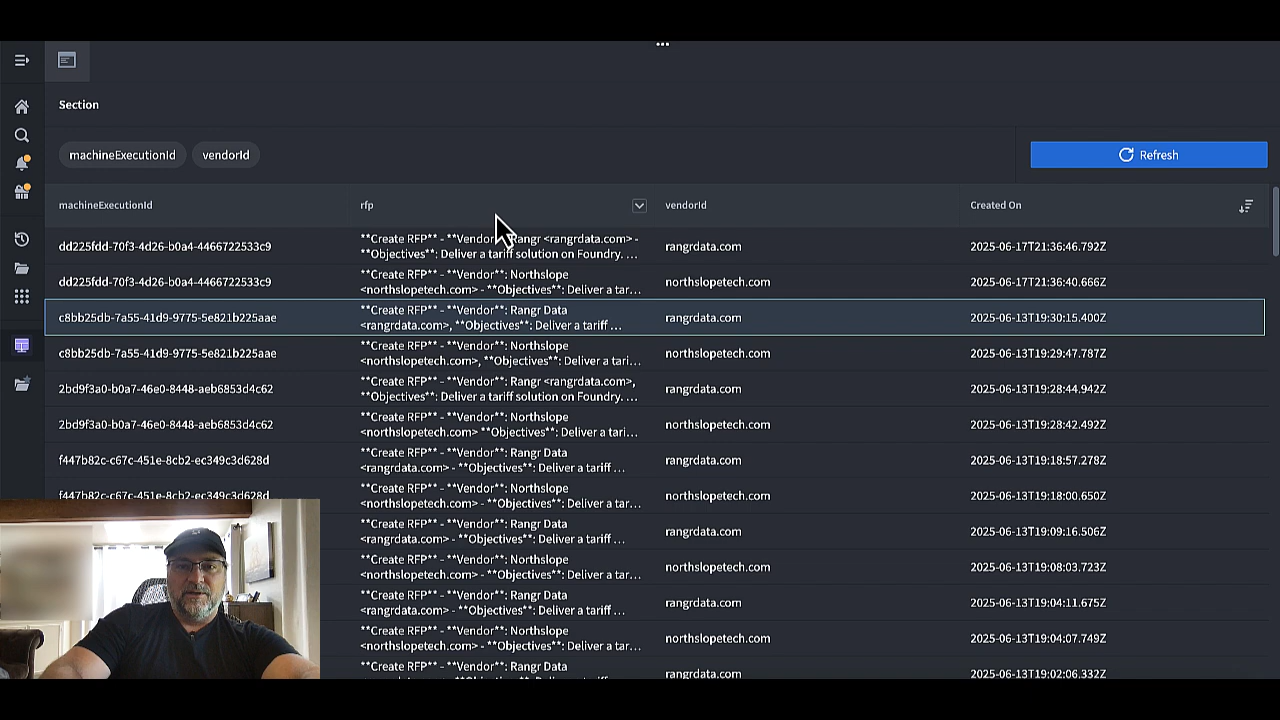 Section
machineExecutionId vendorId Refresh
machineExecutionId rfp vendorId Created On
dd225fdd-70f3-4d26-b0a4-4466722533c9 **Create RFP** - **Vendor**: Rangr <rangrdata.com> - rangrdata.com 2025-06-17T21:36:46.792Z
**Objectives**: Deliver a tariff solution on Foundry. ...
dd225fdd-70f3-4d26-b0a4-4466722533c9 **Create RFP** - **Vendor**: Northslope northslopetech.com 2025-06-17T21:36:40.666Z
<northslopetech.com> - **Objectives**: Deliver a tar...
c8bb25db-7a55-41d9-9775-5e821b225aae **Create RFP** - **Vendor**: Rangr Data rangrdata.com 2025-06-13T19:30:15.400Z
<rangrdata.com>, **Objectives**: Deliver a tariff ...
c8bb25db-7a55-41d9-9775-5e821b225aae **Create RFP** - **Vendor**: Northslope northslopetech.com 2025-06-13T19:29:47.787Z
<northslopetech.com>, **Objectives**: Deliver a tari...
2bd9f3a0-b0a7-46e0-8448-aeb6853d4c62 **Create RFP** - **Vendor**: Rangr <rangrdata.com>, rangrdata.com 2025-06-13T19:28:44.942Z
**Objectives**: Deliver a tariff solution on Foundry. ...
2bd9f3a0-b0a7-46e0-8448-aeb6853d4c62 **Create RFP** - **Vendor**: Northslope northslopetech.com 2025-06-13T19:28:42.492Z
<northslopetech.com> **Objectives**: Deliver a tari...
f447b82c-c67c-451e-8cb2-ec349c3d628d **Create RFP** - **Vendor**: Rangr Data rangrdata.com 2025-06-13T19:18:57.278Z
<rangrdata.com> - **Objectives**: Deliver a tariff ...
f447b82c-c67c-451e-8cb2-ec349c3d628d **Create RFP** - **Vendor**: Northslope northslopetech.com 2025-06-13T19:18:00.650Z
<northslopetech.com> - **Objectives**: Deliver a tar...
**Create RFP** - **Vendor**: Rangr Data rangrdata.com 2025-06-13T19:09:16.506Z
<rangrdata.com> - **Objectives**: Deliver a tariff ...
**Create RFP** - **Vendor**: Northslope northslopetech.com 2025-06-13T19:08:03.723Z
<northslopetech.com> - **Objectives**: Deliver a tar...
**Create RFP** - **Vendor**: Rangr Data rangrdata.com 2025-06-13T19:04:11.675Z
<rangrdata.com> - **Objectives**: Deliver a tariff ...
**Create RFP** - **Vendor**: Northslope northslopetech.com 2025-06-13T19:04:07.749Z
<northslopetech.com> - **Objectives**: Deliver a tar...
**Create RFP** - **Vendor**: Rangr Data rangrdata.com 2025-06-13T19:02:06.332Z